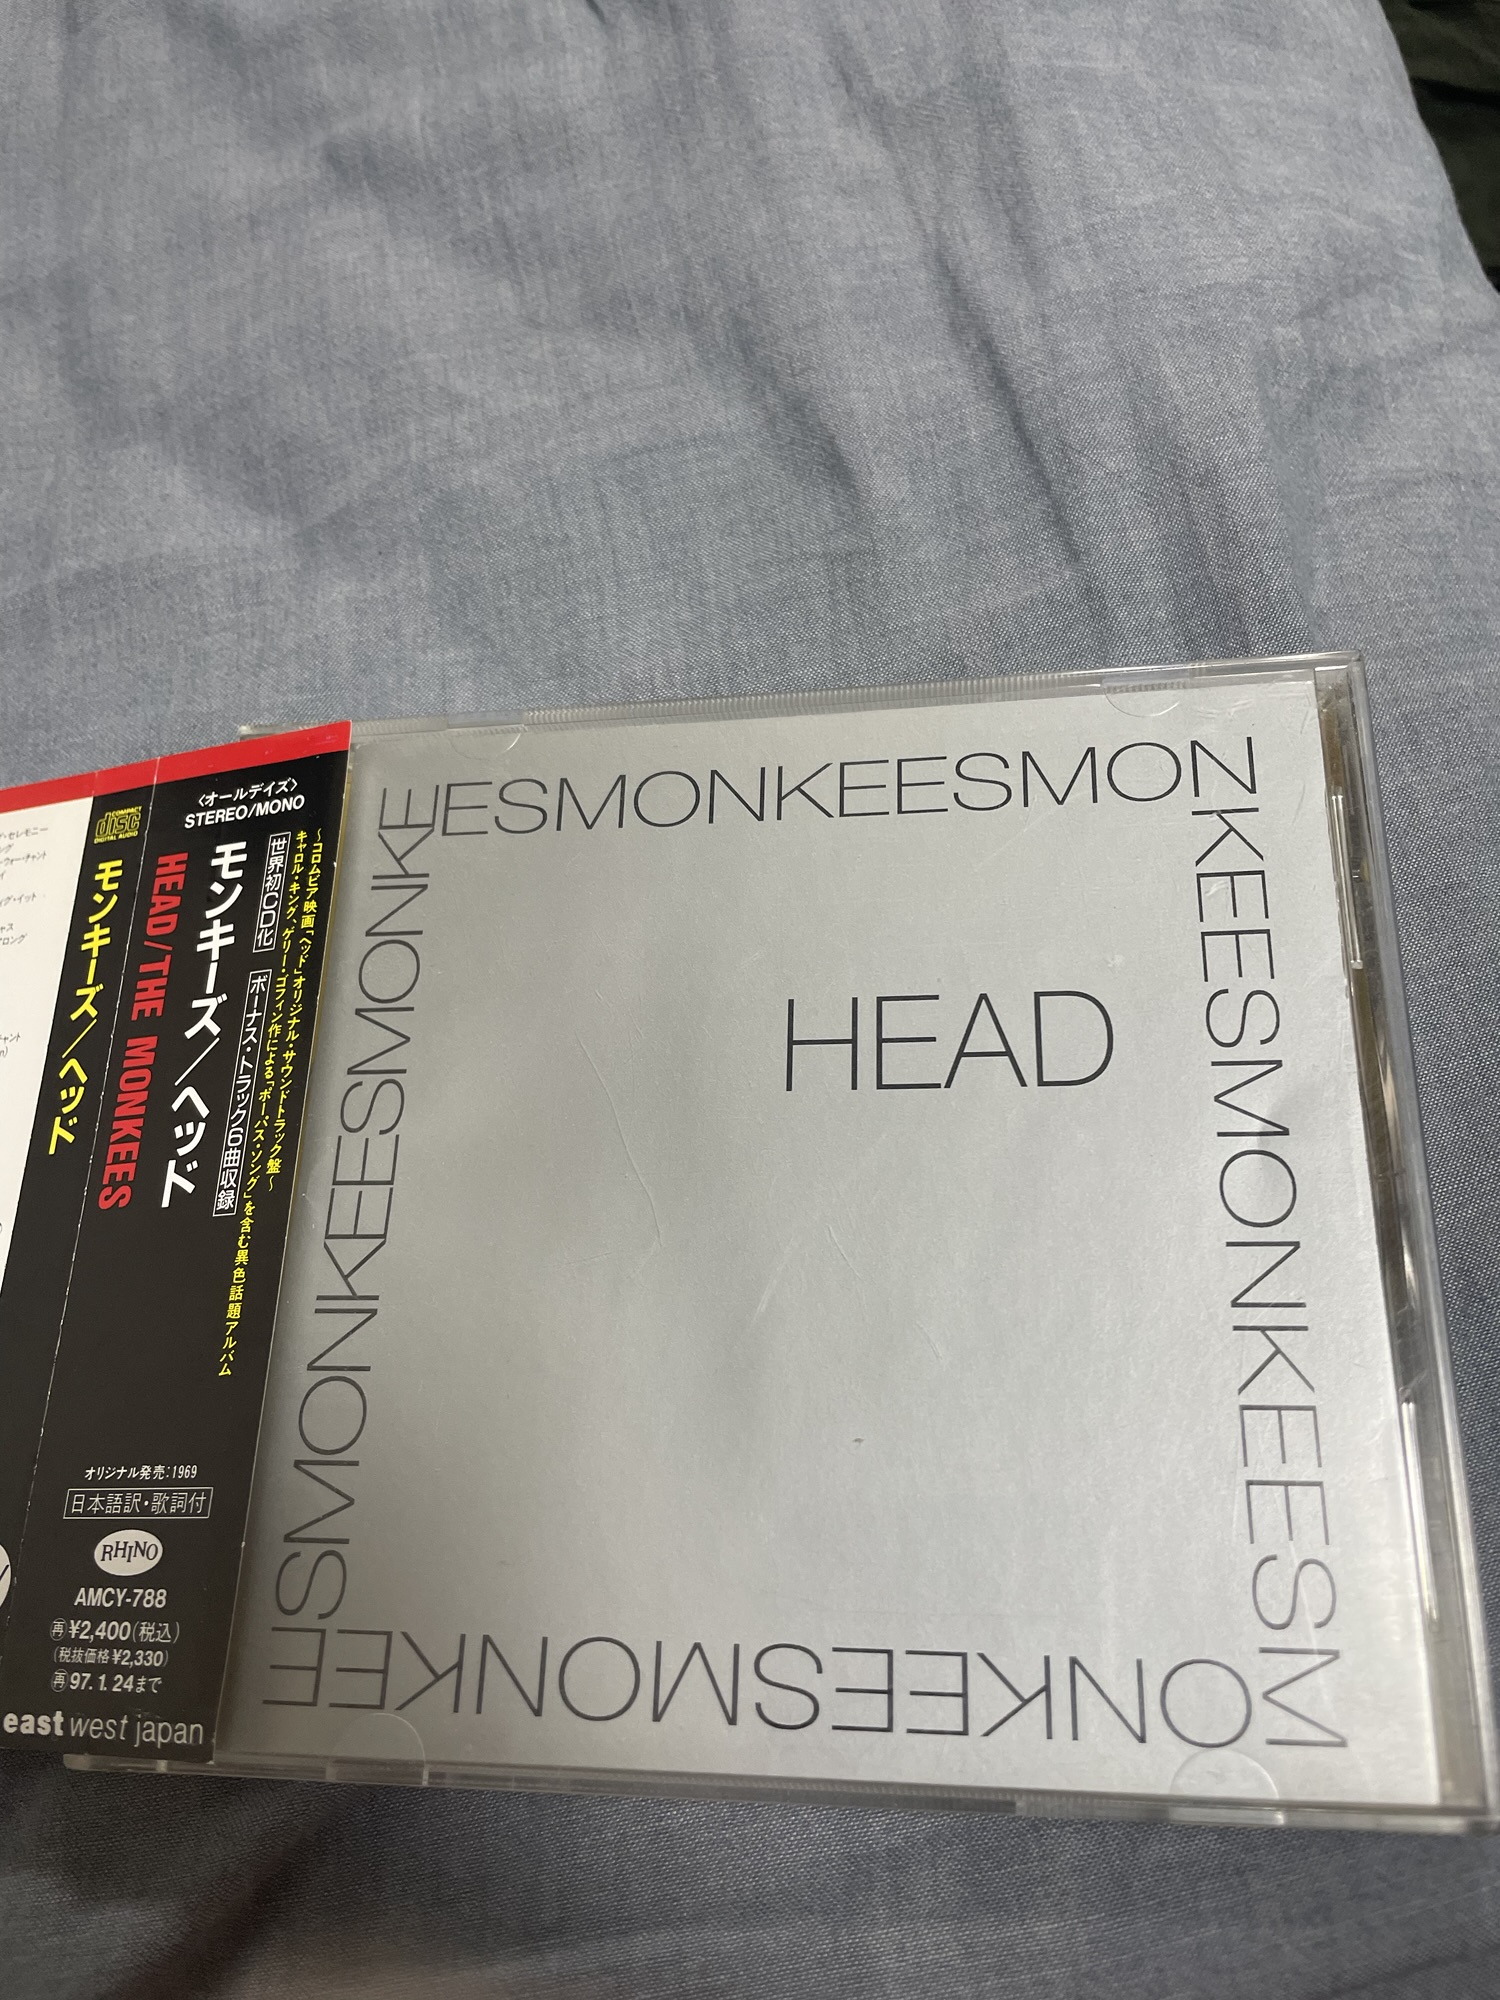 〈オールデイズ〉
STEREO/MONO
～コロムビア映画「ヘッド」オリジナル・サウンドトラック盤～
キャロル・キング、ゲリー・ゴフィン作による「ポーパス・ソング」を含む異色話題アルバム
世界初CD化
ボーナス・トラック6曲収録
モンキーズ／ヘッド
HEAD/THE MONKEES
オリジナル発売:1969
日本語訳・歌詞付
RHINO
AMCY-788
再¥2,400(税込)
(税抜価格¥2,330)
再97.1.24まで
east west japan
COMPACT
disc
DIGITAL AUDIO
モンキーズ／ヘッド
ESMONKEESMON
KEESMONKEESM
ONKEESMONKEE
SMONKEESMONKE
HEAD